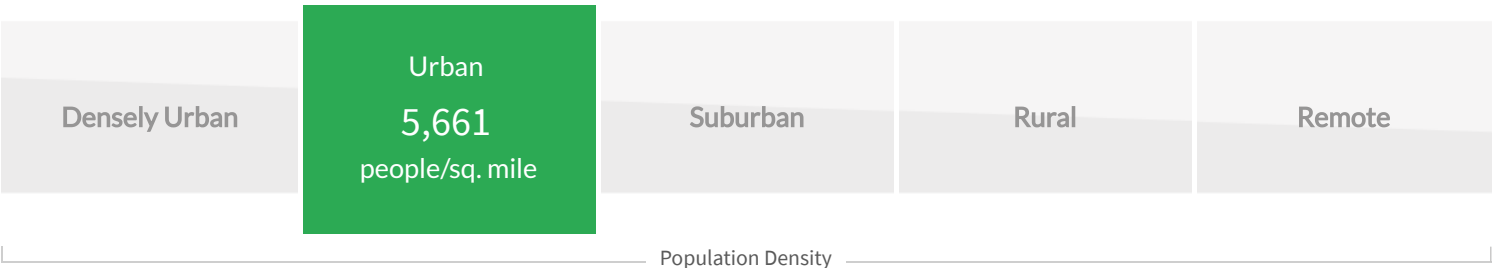 Densely Urban
Urban
5,661
people/sq. mile
Suburban
Rural
Remote
Population Density